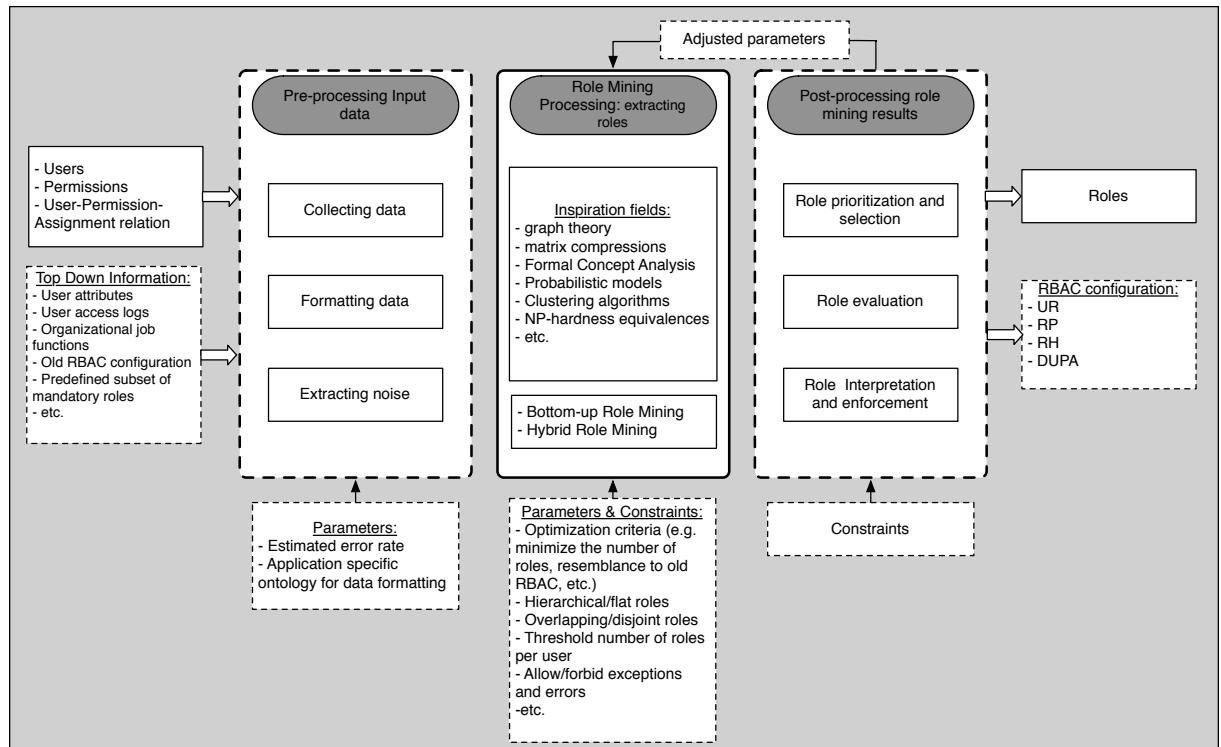 Adjusted parameters
Pre-processing Input
data
Role Mining
Processing: extracting
roles
Post-processing role
mining results
- Users
- Permissions
- User-Permission-
Assignment relation
Top Down Information:
- User attributes
- User access logs
- Organizational job
functions
- Old RBAC configuration
- Predefined subset of
mandatory roles
- etc.
Collecting data
Formatting data
Extracting noise
Inspiration fields:
- graph theory
- matrix compressions
- Formal Concept Analysis
- Probabilistic models
- Clustering algorithms
- NP-hardness equivalences
- etc.
- Bottom-up Role Mining
- Hybrid Role Mining
Role prioritization and
selection
Role evaluation
Role Interpretation
and enforcement
Roles
RBAC configuration:
- UR
- RP
- RH
- DUPA
Parameters:
- Estimated error rate
- Application specific
ontology for data formatting
Parameters & Constraints:
- Optimization criteria (e.g.
minimize the number of
roles, resemblance to old
RBAC, etc.)
- Hierarchical/flat roles
- Overlapping/disjoint roles
- Threshold number of roles
per user
- Allow/forbid exceptions
and errors
-etc.
Constraints